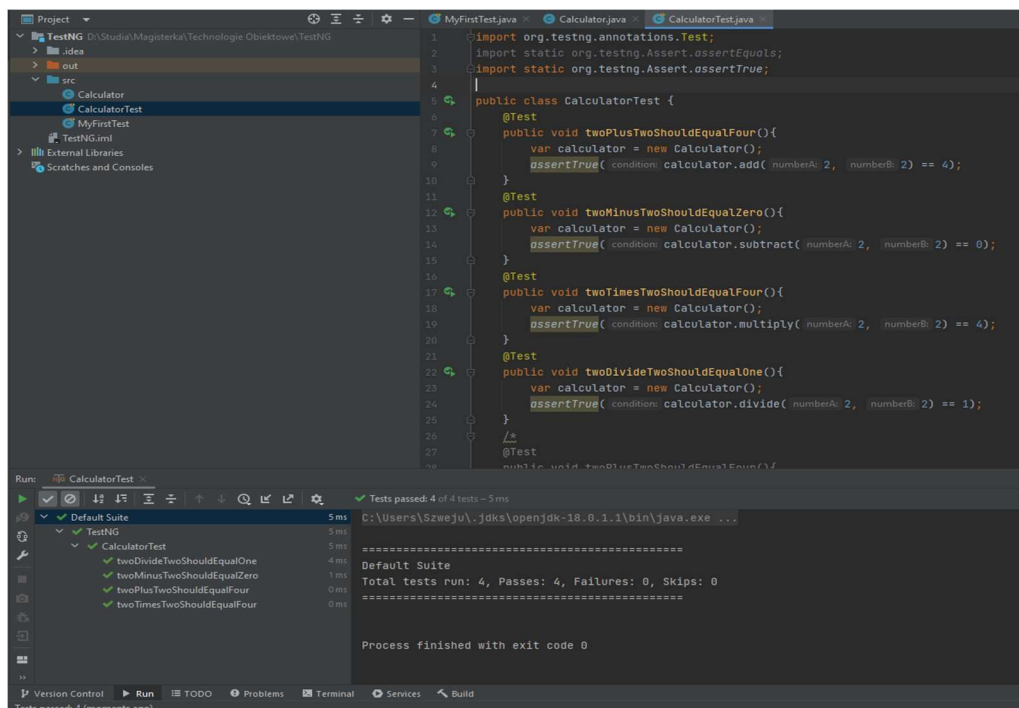 Project
TestNG D:\Studia\Magisterka\Technologie Obiektowe\TestNG
.idea
out
src
Calculator
CalculatorTest
MyFirstTest
TestNG.iml
External Libraries
Scratches and Consoles
MyFirstTest.java
Calculator.java
CalculatorTest.java
1 import org.testng.annotations.Test;
2 import static org.testng.Assert.assertEquals;
3 import static org.testng.Assert.assertTrue;
4
5 public class CalculatorTest {
6 @Test
7 public void twoPlusTwoShouldEqualFour(){
8 var calculator = new Calculator();
9 assertTrue( condition: calculator.add( numberA: 2, numberB: 2) == 4);
10 }
11 @Test
12 public void twoMinusTwoShouldEqualZero(){
13 var calculator = new Calculator();
14 assertTrue( condition: calculator.subtract( numberA: 2, numberB: 2) == 0);
15 }
16 @Test
17 public void twoTimesTwoShouldEqualFour(){
18 var calculator = new Calculator();
19 assertTrue( condition: calculator.multiply( numberA: 2, numberB: 2) == 4);
20 }
21 @Test
22 public void twoDivideTwoShouldEqualOne(){
23 var calculator = new Calculator();
24 assertTrue( condition: calculator.divide( numberA: 2, numberB: 2) == 1);
25 }
26 /*
27 @Test
28 public void twoPlusTwoShouldEqualFour(){
Run: NG CalculatorTest
Tests passed: 4 of 4 tests – 5 ms
Default Suite 5 ms
TestNG 5 ms
CalculatorTest 5 ms
twoDivideTwoShouldEqualOne 4 ms
twoMinusTwoShouldEqualZero 1 ms
twoPlusTwoShouldEqualFour 0 ms
twoTimesTwoShouldEqualFour 0 ms
C:\Users\Szweju\.jdks\openjdk-18.0.1.1\bin\java.exe ...
===============================================
Default Suite
Total tests run: 4, Passes: 4, Failures: 0, Skips: 0
===============================================
Process finished with exit code 0
Version Control
Run
TODO
Problems
Terminal
Services
Build
Tests passed: 4 (moments ago)